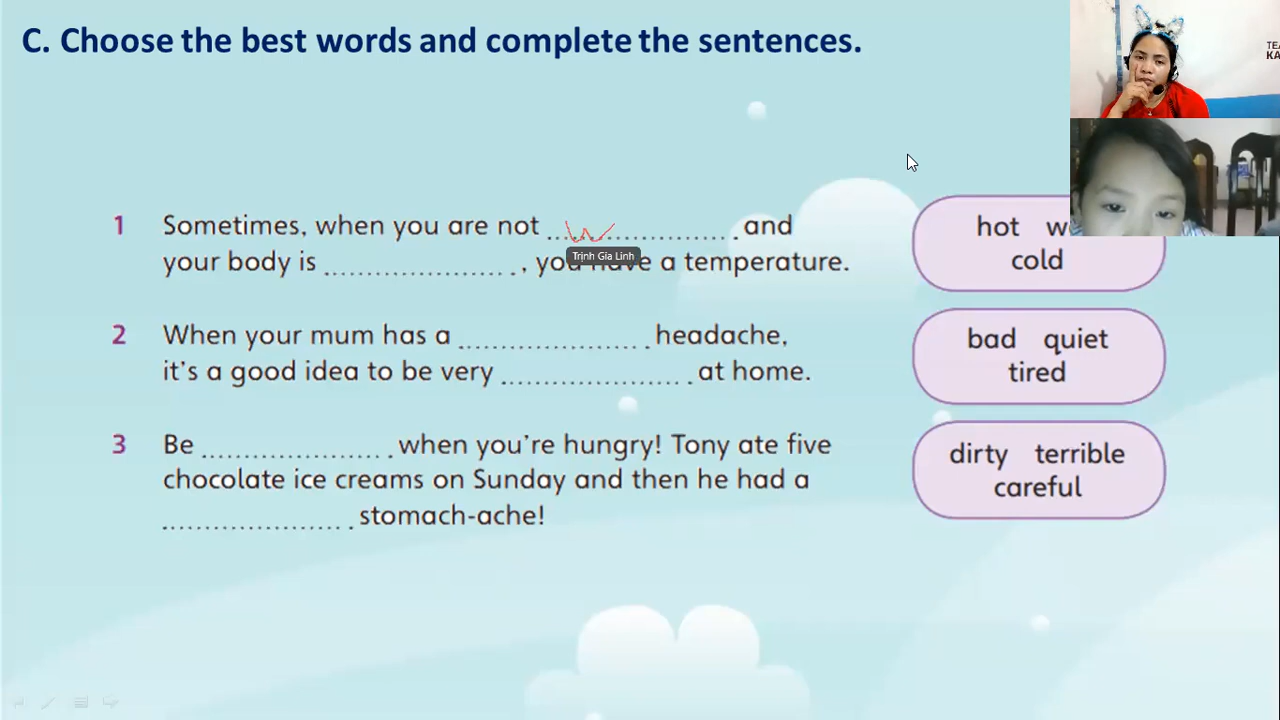 C. Choose the best words and complete the sentences.
TEA
KA
1 Sometimes, when you are not w.................... and
your body is ...................., you have a temperature.
hot
cold
Trịnh Gia Linh
2 When your mum has a .................... headache,
it's a good idea to be very .................... at home.
bad quiet
tired
3 Be .................... when you're hungry! Tony ate five
chocolate ice creams on Sunday and then he had a
.................... stomach-ache!
dirty terrible
careful